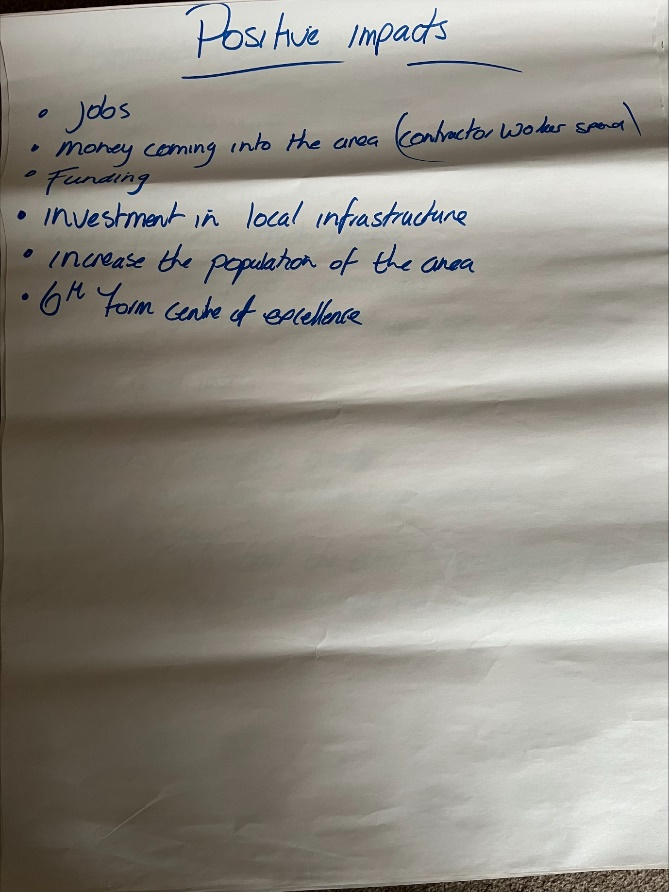 Positive impacts
• Jobs
• Money coming into the area (contractor worker spend)
• Funding
• investment in local infrastructure
• increase the population of the area
• 6th form centre of excellence